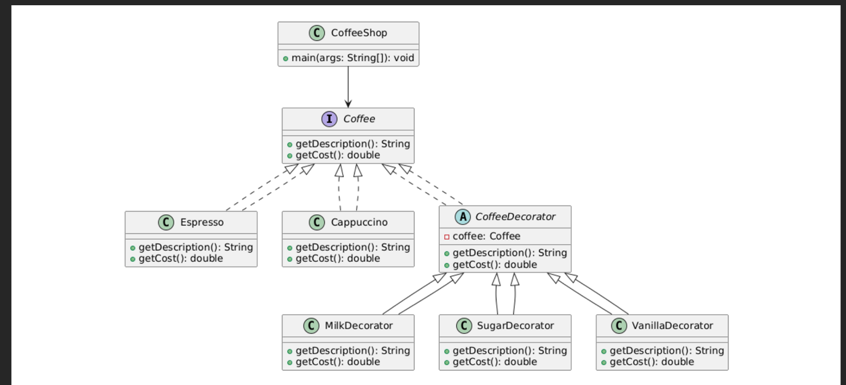 C CoffeeShop
main(args: String[]): void
I Coffee
getDescription(): String
getCost(): double
C Espresso
getDescription(): String
getCost(): double
C Cappuccino
getDescription(): String
getCost(): double
A CoffeeDecorator
coffee: Coffee
getDescription(): String
getCost(): double
C MilkDecorator
getDescription(): String
getCost(): double
C SugarDecorator
getDescription(): String
getCost(): double
C VanillaDecorator
getDescription(): String
getCost(): double